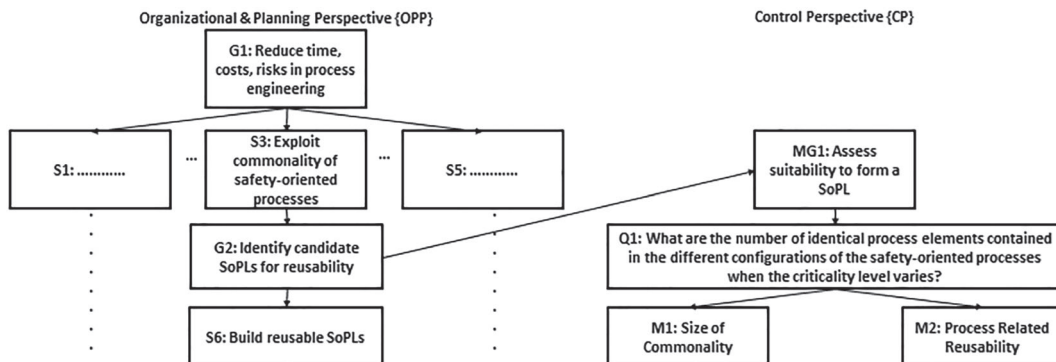 Organizational & Planning Perspective {OPP}
Control Perspective {CP}
G1: Reduce time,
costs, risks in process
engineering
S1: ............
...
S3: Exploit
commonality of
safety-oriented
processes
...
S5: ............
MG1: Assess
suitability to form a
SoPL
G2: Identify candidate
SoPLs for reusability
Q1: What are the number of identical process elements contained
in the different configurations of the safety-oriented processes
when the criticality level varies?
S6: Build reusable SoPLs
M1: Size of
Commonality
M2: Process Related
Reusability